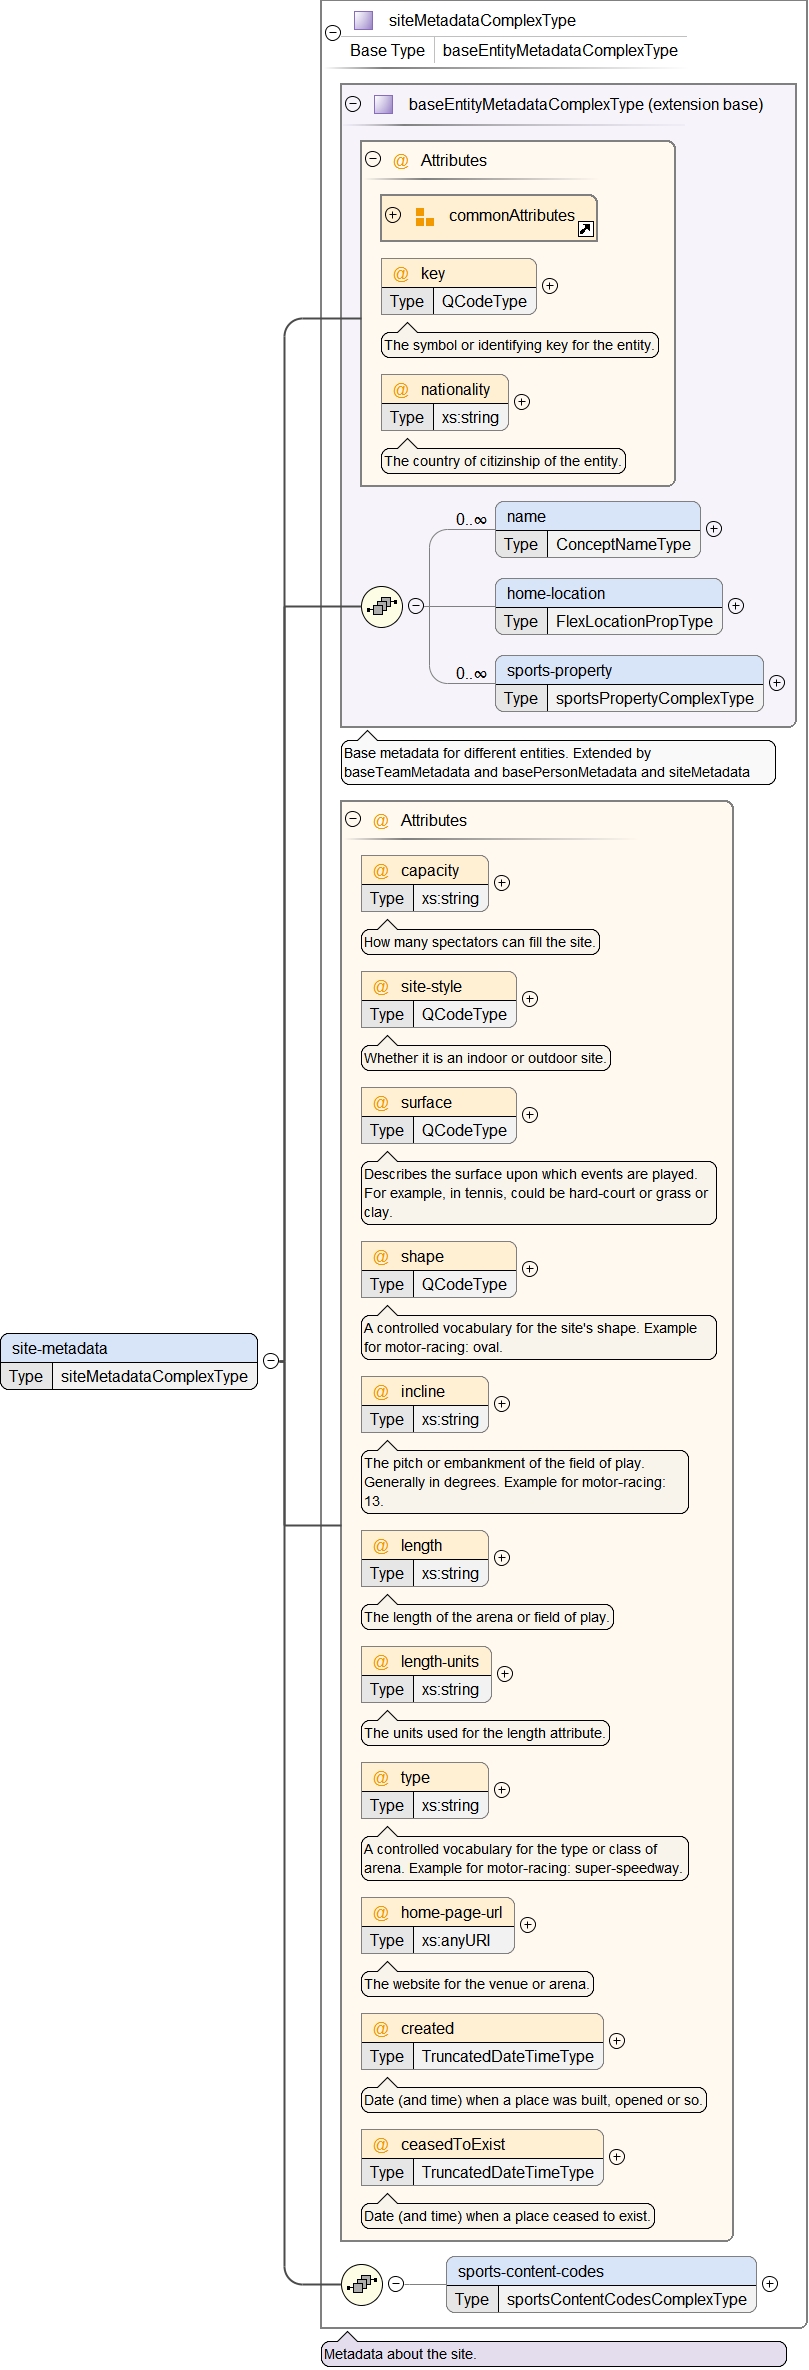 siteMetadataComplexType
Base Type baseEntityMetadataComplexType
baseEntityMetadataComplexType (extension base)
@ Attributes
commonAttributes
@ key
Type QCodeType
The symbol or identifying key for the entity.
@ nationality
Type xs:string
The country of citizinship of the entity.
0..∞ name
Type ConceptNameType
home-location
Type FlexLocationPropType
0..∞ sports-property
Type sportsPropertyComplexType
Base metadata for different entities. Extended by
baseTeamMetadata and basePersonMetadata and siteMetadata
@ Attributes
@ capacity
Type xs:string
How many spectators can fill the site.
@ site-style
Type QCodeType
Whether it is an indoor or outdoor site.
@ surface
Type QCodeType
Describes the surface upon which events are played.
For example, in tennis, could be hard-court or grass or
clay.
@ shape
Type QCodeType
A controlled vocabulary for the site's shape. Example
for motor-racing: oval.
site-metadata
Type siteMetadataComplexType
@ incline
Type xs:string
The pitch or embankment of the field of play.
Generally in degrees. Example for motor-racing:
13.
@ length
Type xs:string
The length of the arena or field of play.
@ length-units
Type xs:string
The units used for the length attribute.
@ type
Type xs:string
A controlled vocabulary for the type or class of
arena. Example for motor-racing: super-speedway.
@ home-page-url
Type xs:anyURI
The website for the venue or arena.
@ created
Type TruncatedDateTimeType
Date (and time) when a place was built, opened or so.
@ ceasedToExist
Type TruncatedDateTimeType
Date (and time) when a place ceased to exist.
sports-content-codes
Type sportsContentCodesComplexType
Metadata about the site.